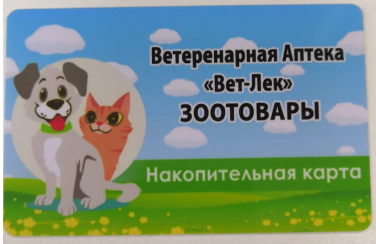 Ветеренарная Аптека
«Вет-Лек»
ЗООТОВАРЫ
Накопительная карта